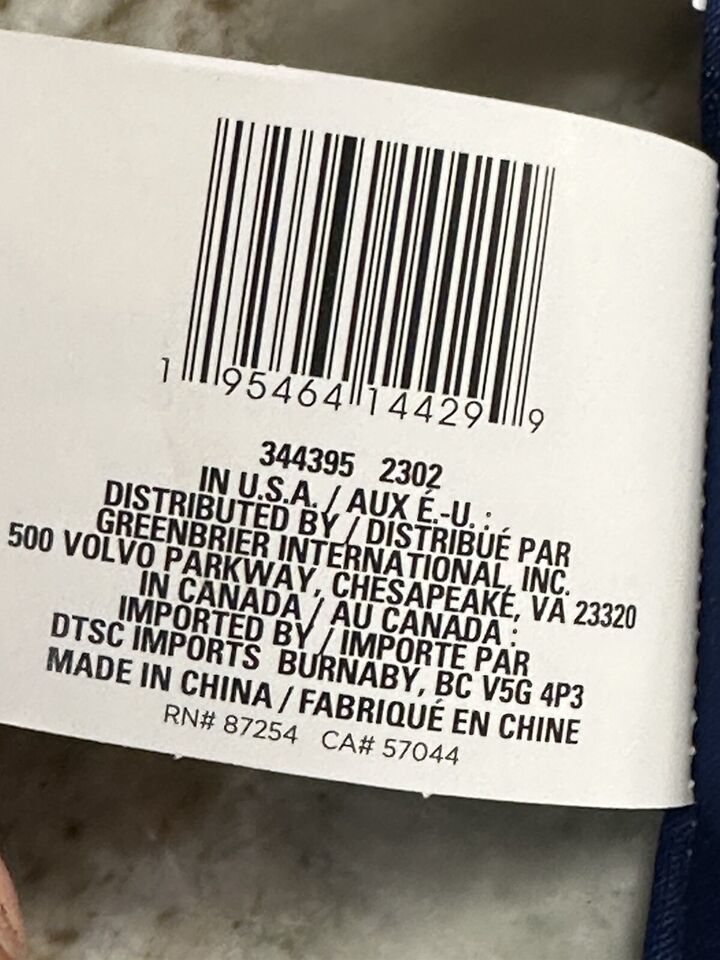 1 95464 14429 9
344395 2302
IN U.S.A. / AUX É.-U. :
DISTRIBUTED BY / DISTRIBUÉ PAR
GREENBRIER INTERNATIONAL, INC.
500 VOLVO PARKWAY, CHESAPEAKE, VA 23320
IN CANADA / AU CANADA :
IMPORTED BY / IMPORTE PAR
DTSC IMPORTS BURNABY, BC V5G 4P3
MADE IN CHINA / FABRIQUÉ EN CHINE
RN# 87254 CA# 57044